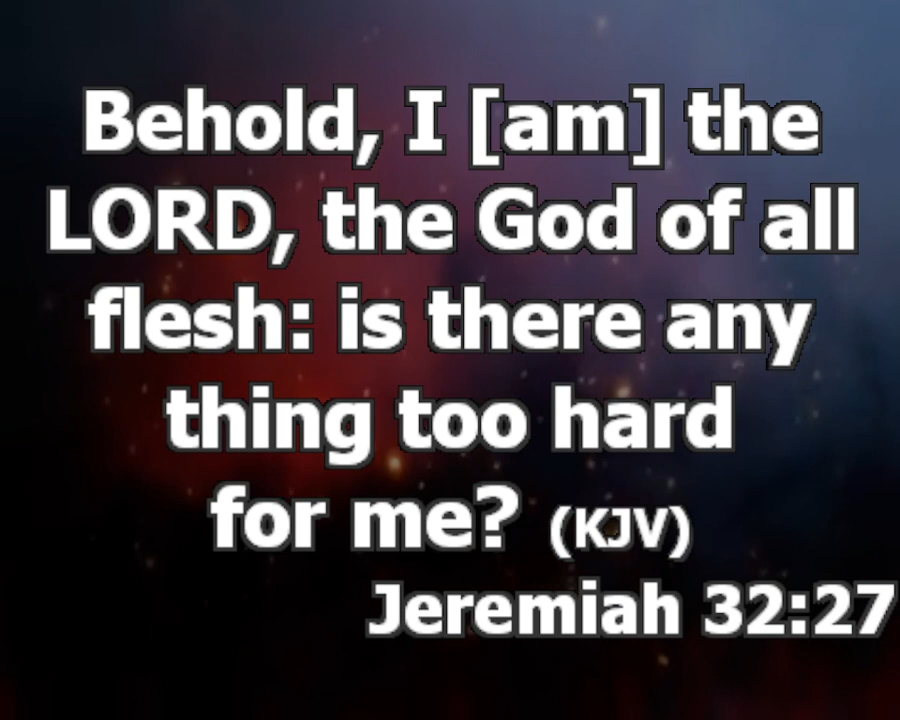 Behold, I [am] the
LORD, the God of all
flesh: is there any
thing too hard
for me? (KJV)
Jeremiah 32:27